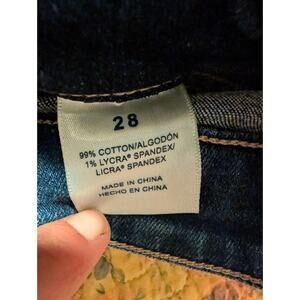 28
99% COTTON/ALGODÓN
1% LYCRA® SPANDEX/
LICRA® SPANDEX
MADE IN CHINA
HECHO EN CHINA